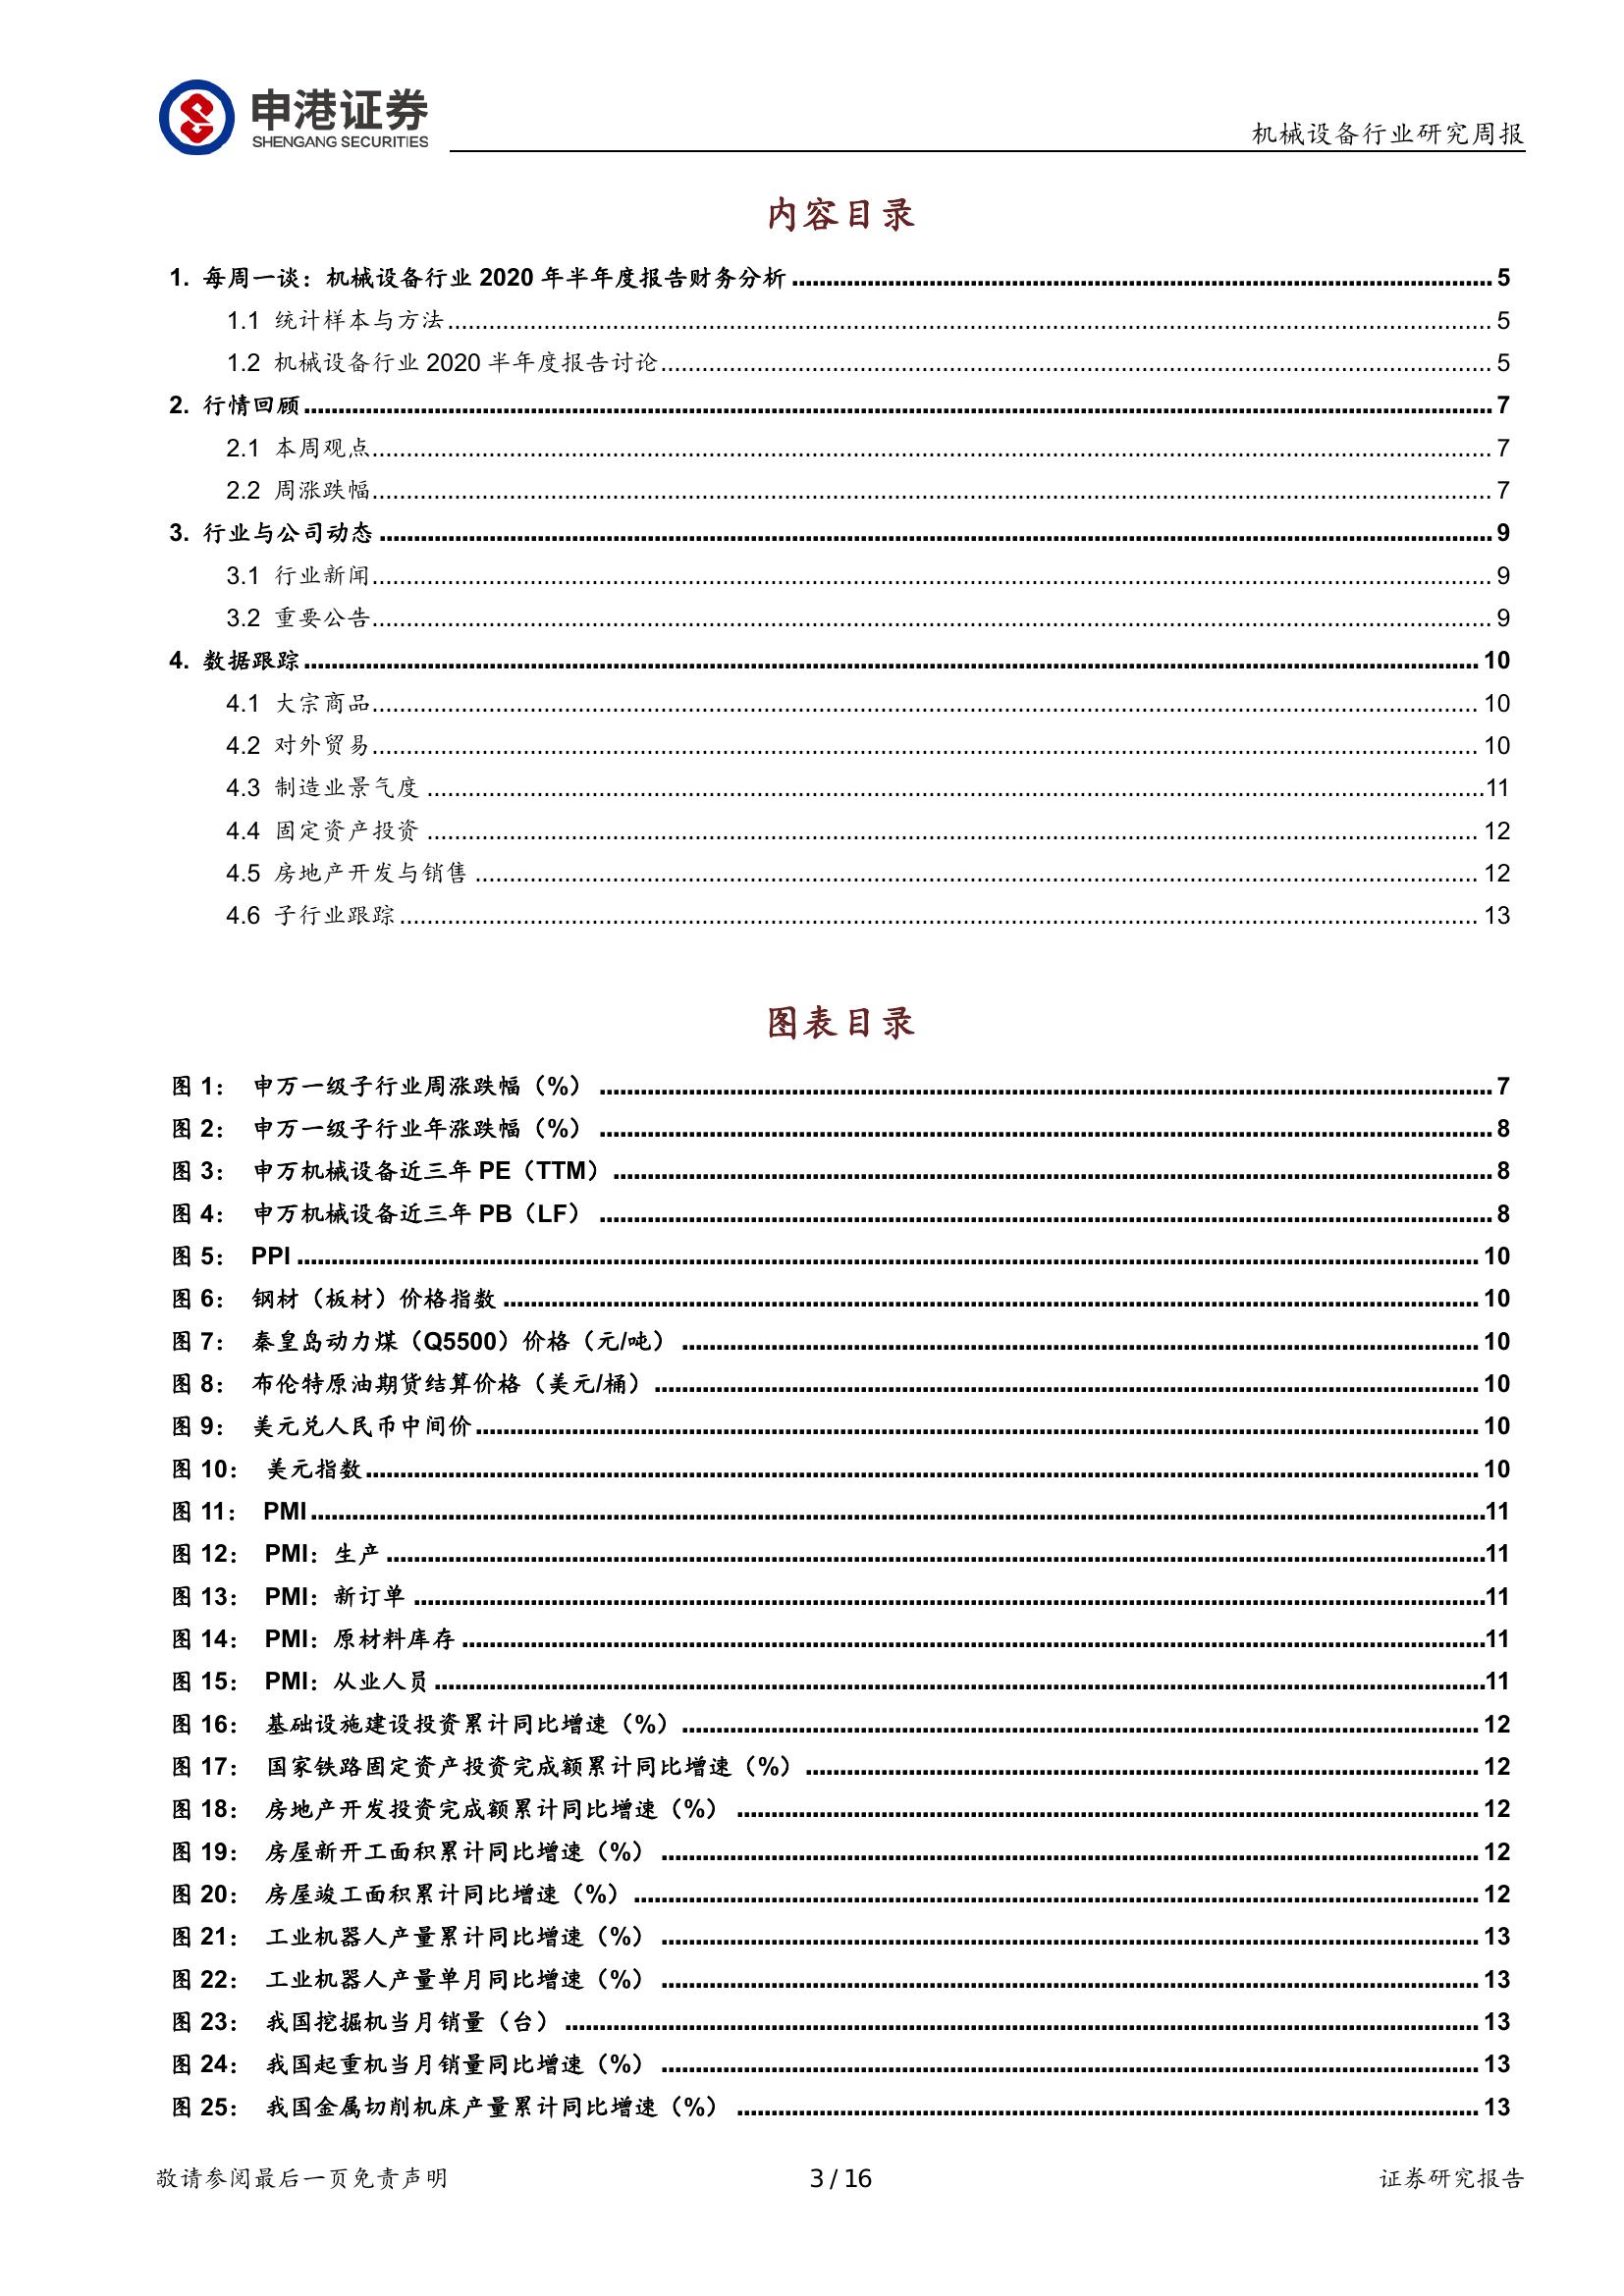 申港证券
SHENGANG SECURITIES
机械设备行业研究周报
内容目录
1. 每周一谈：机械设备行业 2020 年半年度报告财务分析 ........ 5
1.1 统计样本与方法 ........ 5
1.2 机械设备行业 2020 半年度报告讨论 ........ 5
2. 行情回顾 ........ 7
2.1 本周观点 ........ 7
2.2 周涨跌幅 ........ 7
3. 行业与公司动态 ........ 9
3.1 行业新闻 ........ 9
3.2 重要公告 ........ 9
4. 数据跟踪 ........ 10
4.1 大宗商品 ........ 10
4.2 对外贸易 ........ 10
4.3 制造业景气度 ........ 11
4.4 固定资产投资 ........ 12
4.5 房地产开发与销售 ........ 12
4.6 子行业跟踪 ........ 13
图表目录
图 1： 申万一级子行业周涨跌幅（%） ........ 7
图 2： 申万一级子行业年涨跌幅（%） ........ 8
图 3： 申万机械设备近三年 PE（TTM） ........ 8
图 4： 申万机械设备近三年 PB（LF） ........ 8
图 5： PPI ........ 10
图 6： 钢材（板材）价格指数 ........ 10
图 7： 秦皇岛动力煤（Q5500）价格（元/吨） ........ 10
图 8： 布伦特原油期货结算价格（美元/桶） ........ 10
图 9： 美元兑人民币中间价 ........ 10
图 10： 美元指数 ........ 10
图 11： PMI ........ 11
图 12： PMI：生产 ........ 11
图 13： PMI：新订单 ........ 11
图 14： PMI：原材料库存 ........ 11
图 15： PMI：从业人员 ........ 11
图 16： 基础设施建设投资累计同比增速（%） ........ 12
图 17： 国家铁路固定资产投资完成额累计同比增速（%） ........ 12
图 18： 房地产开发投资完成额累计同比增速（%） ........ 12
图 19： 房屋新开工面积累计同比增速（%） ........ 12
图 20： 房屋竣工面积累计同比增速（%） ........ 12
图 21： 工业机器人产量累计同比增速（%） ........ 13
图 22： 工业机器人产量单月同比增速（%） ........ 13
图 23： 我国挖掘机当月销量（台） ........ 13
图 24： 我国起重机当月销量同比增速（%） ........ 13
图 25： 我国金属切削机床产量累计同比增速（%） ........ 13
敬请参阅最后一页免责声明
3 / 16
证券研究报告